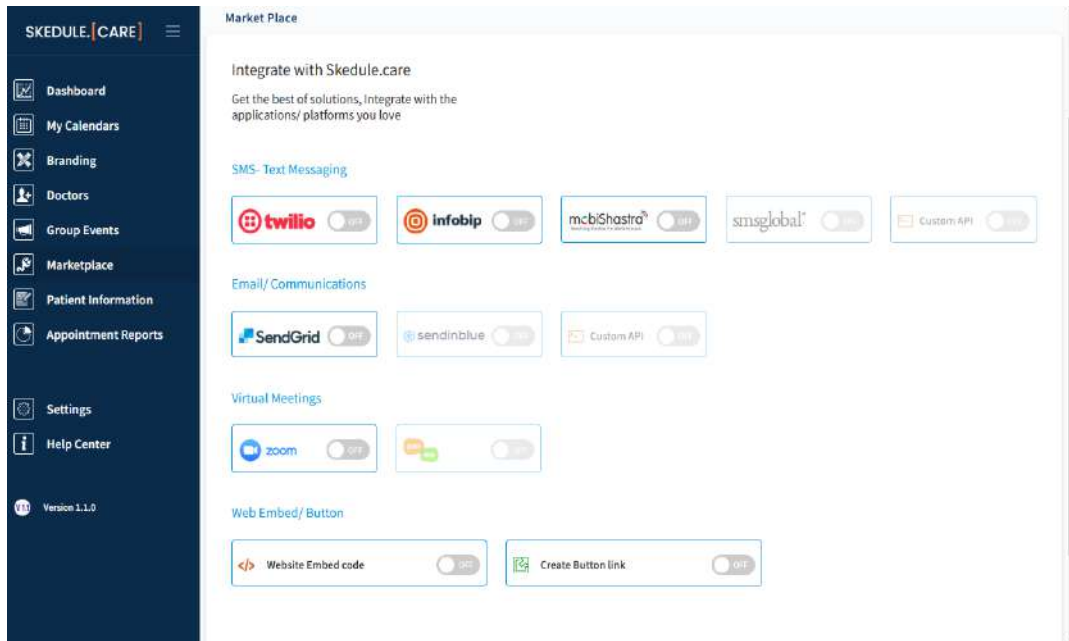 SKEDULE.[CARE]
Dashboard
My Calendars
Branding
Doctors
Group Events
Marketplace
Patient Information
Appointment Reports
Settings
Help Center
Version 1.1.0
Market Place
Integrate with Skedule.care
Get the best of solutions, Integrate with the
applications/ platforms you love
SMS- Text Messaging
twilio OFF
infobip OFF
mobiShastra OFF
smsglobal OFF
Custom API OFF
Email/ Communications
SendGrid OFF
sendinblue OFF
Custom API OFF
Virtual Meetings
zoom OFF
OFF
Web Embed/ Button
</> Website Embed code OFF
Create Button link OFF